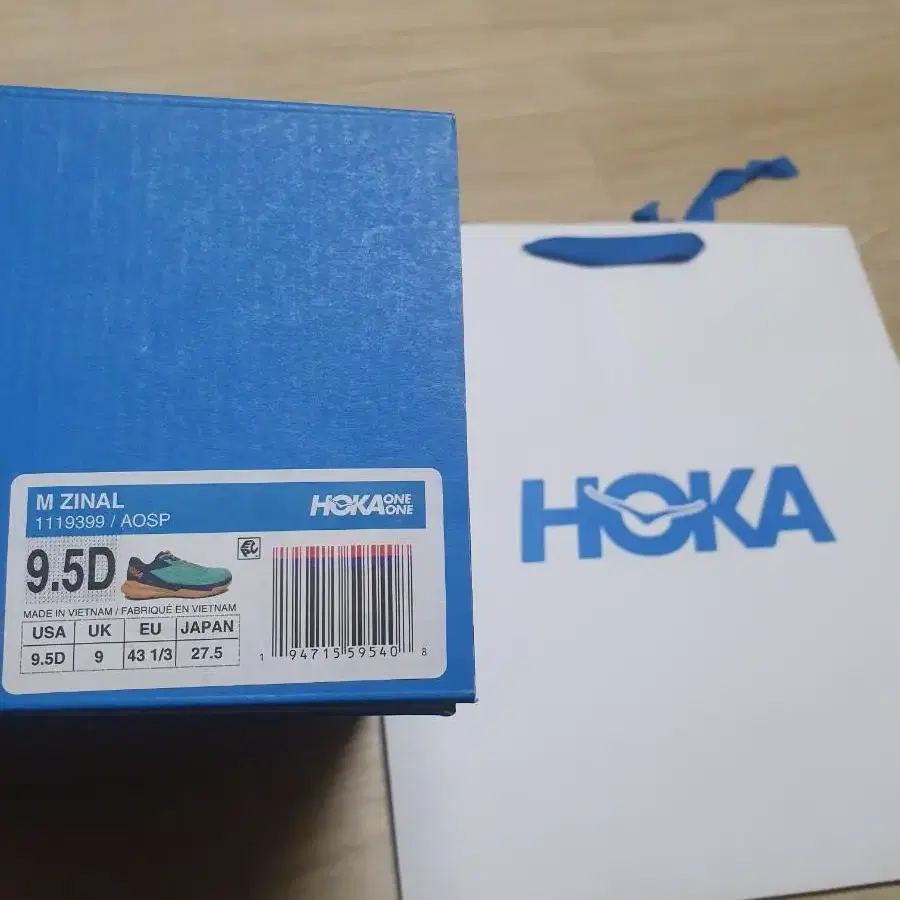 M ZINAL
1119399 / AOSP
HOKA ONE ONE
9.5D
MADE IN VIETNAM / FABRIQUÉ EN VIETNAM
USA UK EU JAPAN
9.5D 9 43 1/3 27.5
1 94715 59540 8
HOKA